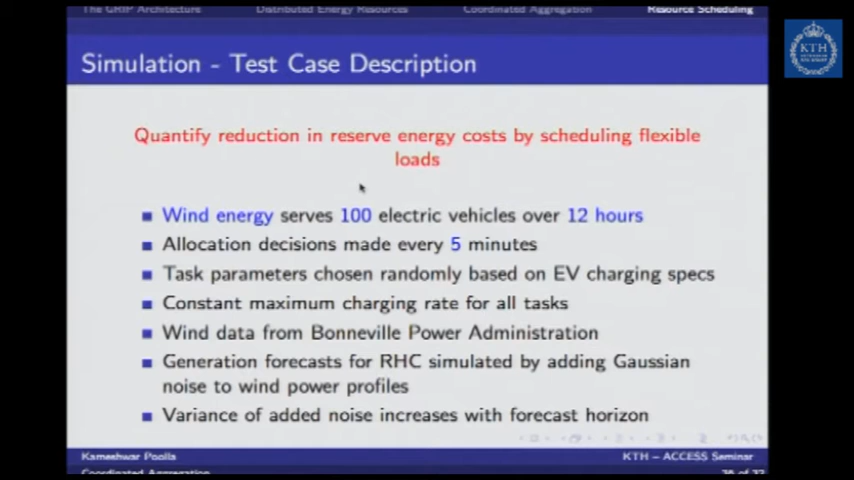 The GRIP Architecture Distributed Energy Resources Coordinated Aggregation Resource Scheduling
KTH
Simulation - Test Case Description
Quantify reduction in reserve energy costs by scheduling flexible
loads
Wind energy serves 100 electric vehicles over 12 hours
Allocation decisions made every 5 minutes
Task parameters chosen randomly based on EV charging specs
Constant maximum charging rate for all tasks
Wind data from Bonneville Power Administration
Generation forecasts for RHC simulated by adding Gaussian
noise to wind power profiles
Variance of added noise increases with forecast horizon
Kameshwar Poolla KTH – ACCESS Seminar
Coordinated Aggregation